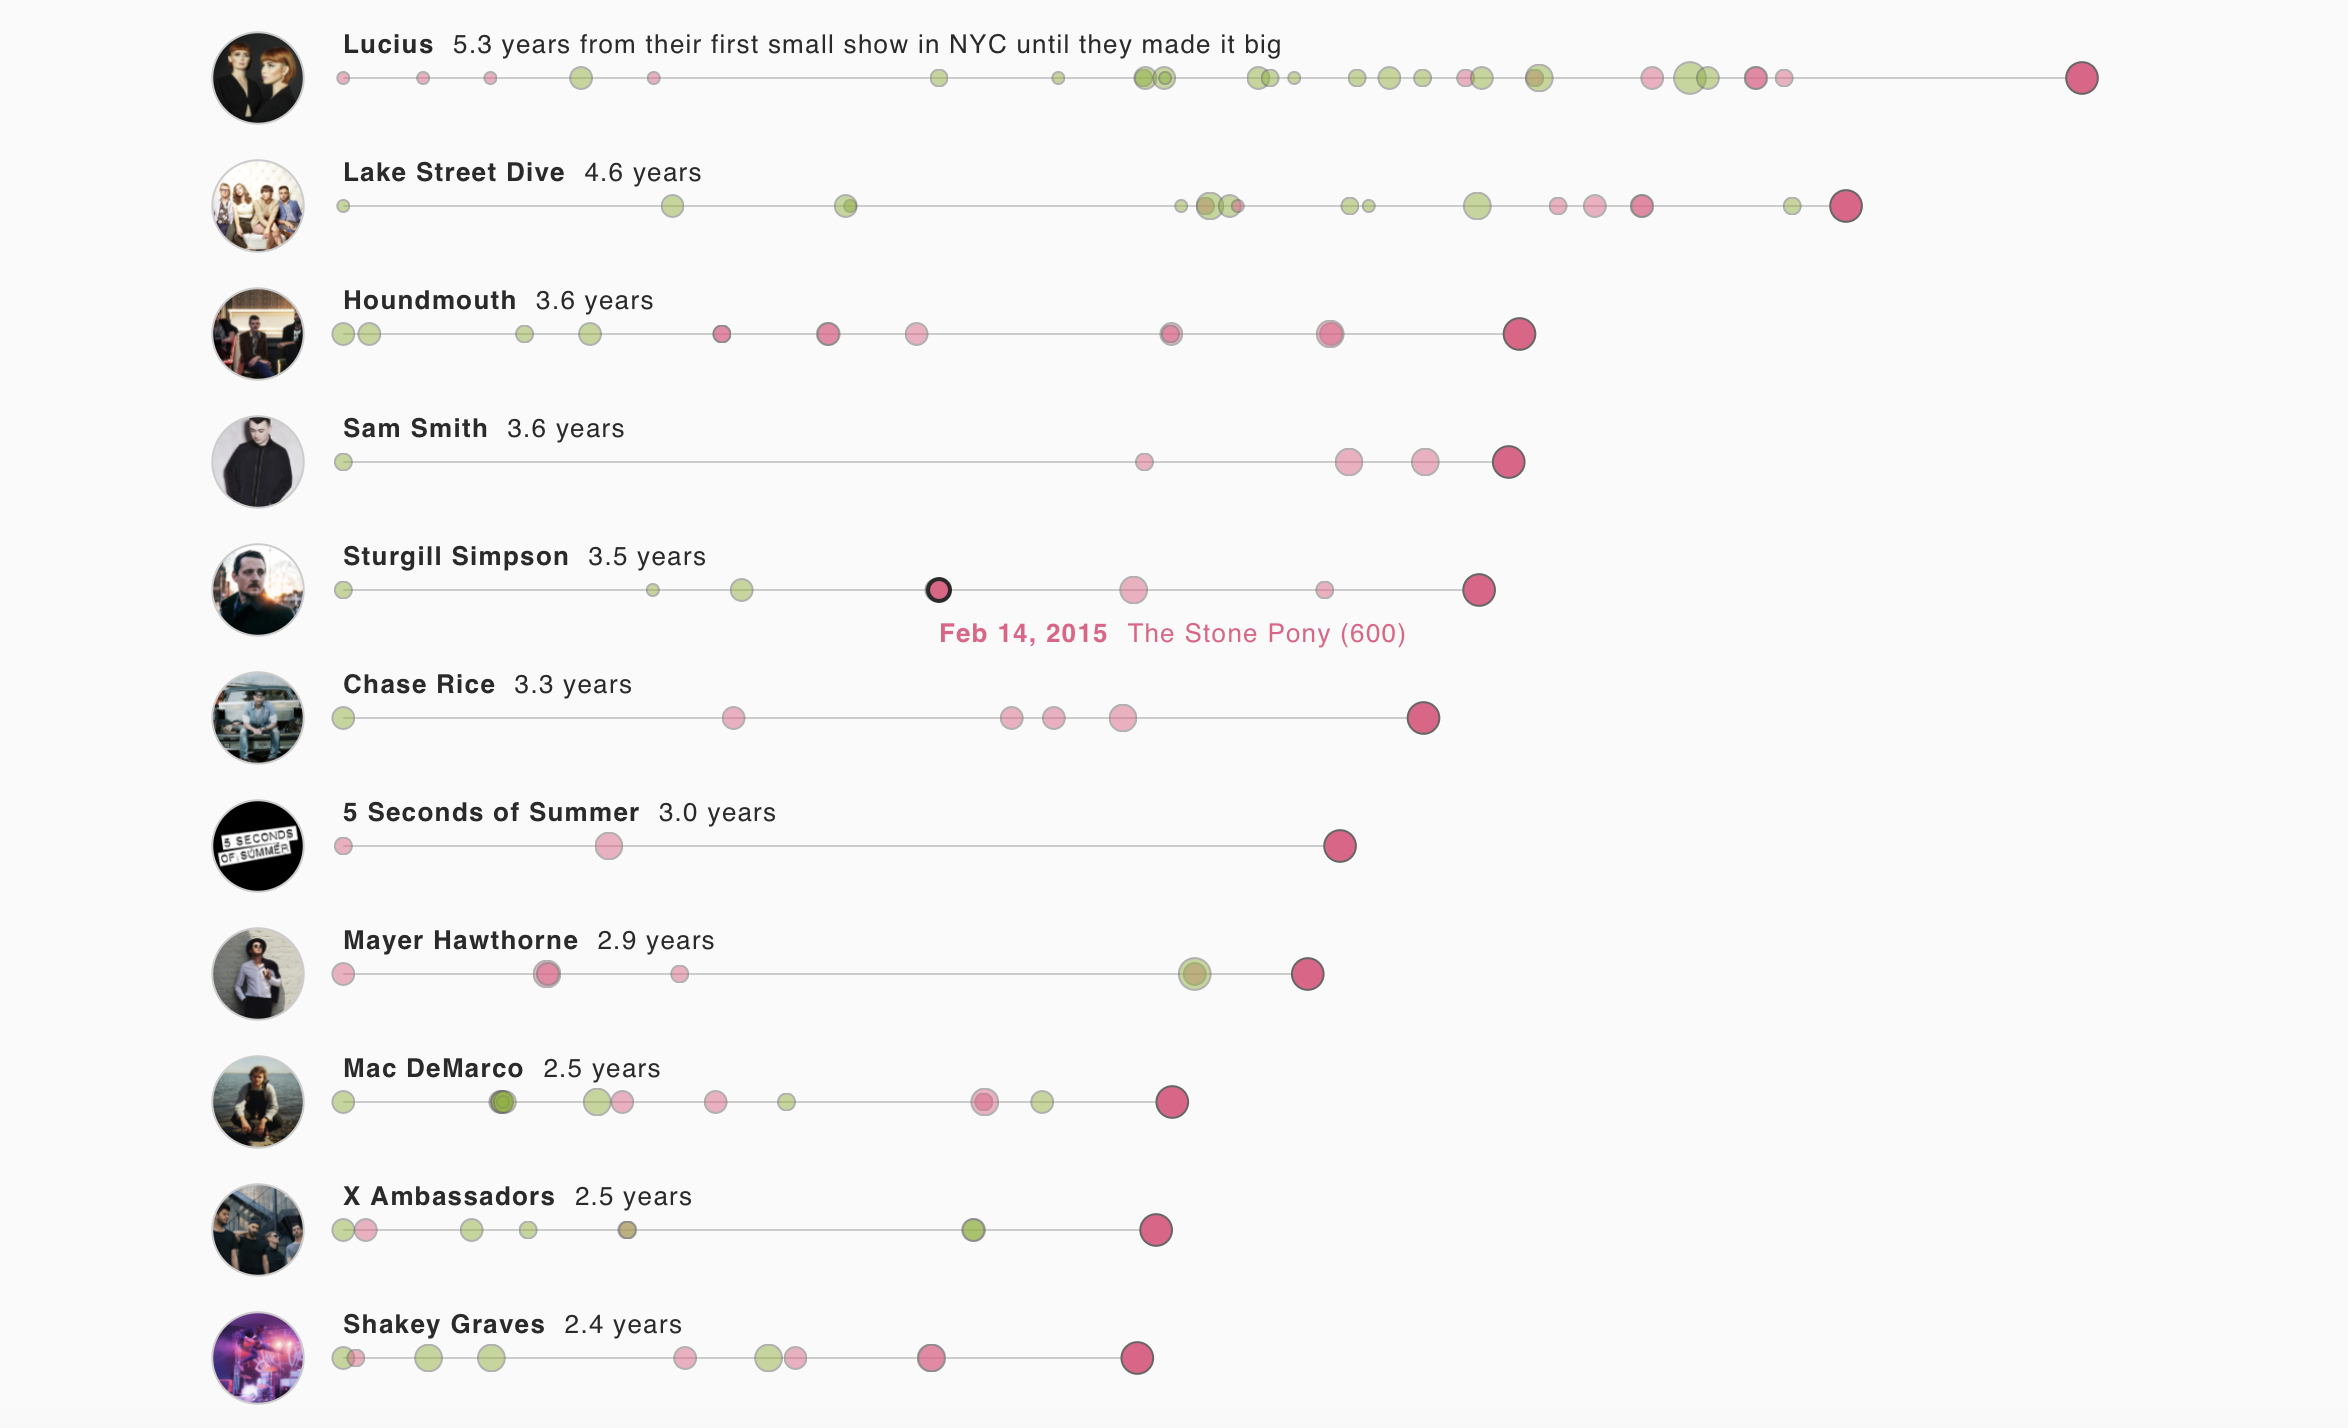 Lucius 5.3 years from their first small show in NYC until they made it big
Lake Street Dive 4.6 years
Houndmouth 3.6 years
Sam Smith 3.6 years
Sturgill Simpson 3.5 years
Feb 14, 2015 The Stone Pony (600)
Chase Rice 3.3 years
5 Seconds of Summer 3.0 years
5 SECONDS
OF SUMMER
Mayer Hawthorne 2.9 years
Mac DeMarco 2.5 years
X Ambassadors 2.5 years
Shakey Graves 2.4 years